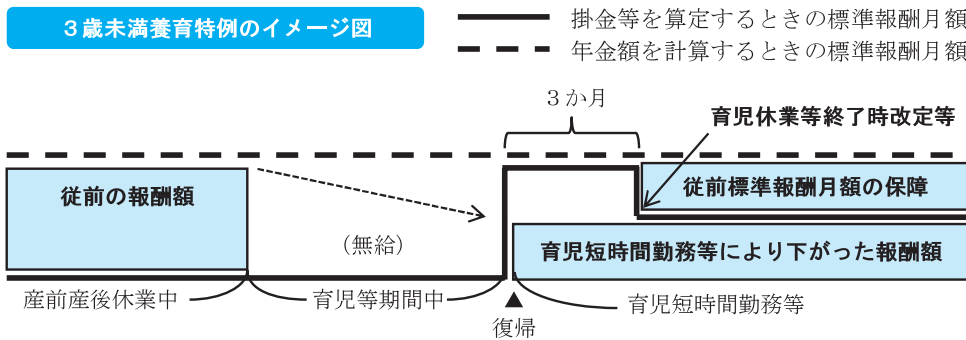 3歳未満養育特例のイメージ図
掛金等を算定するときの標準報酬月額
年金額を計算するときの標準報酬月額
3か月
育児休業等終了時改定等
従前の報酬額
従前標準報酬月額の保障
(無給)
育児短時間勤務等により下がった報酬額
産前産後休業中
育児等期間中
育児短時間勤務等
復帰